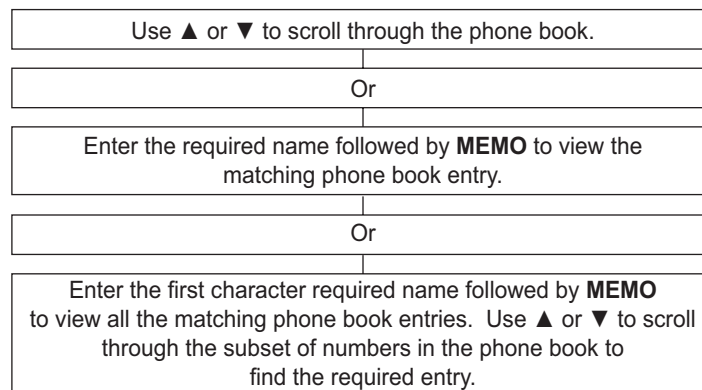 Use ▲ or ▼ to scroll through the phone book.
Or
Enter the required name followed by MEMO to view the
matching phone book entry.
Or
Enter the first character required name followed by MEMO
to view all the matching phone book entries.  Use ▲ or ▼ to scroll
through the subset of numbers in the phone book to
find the required entry.